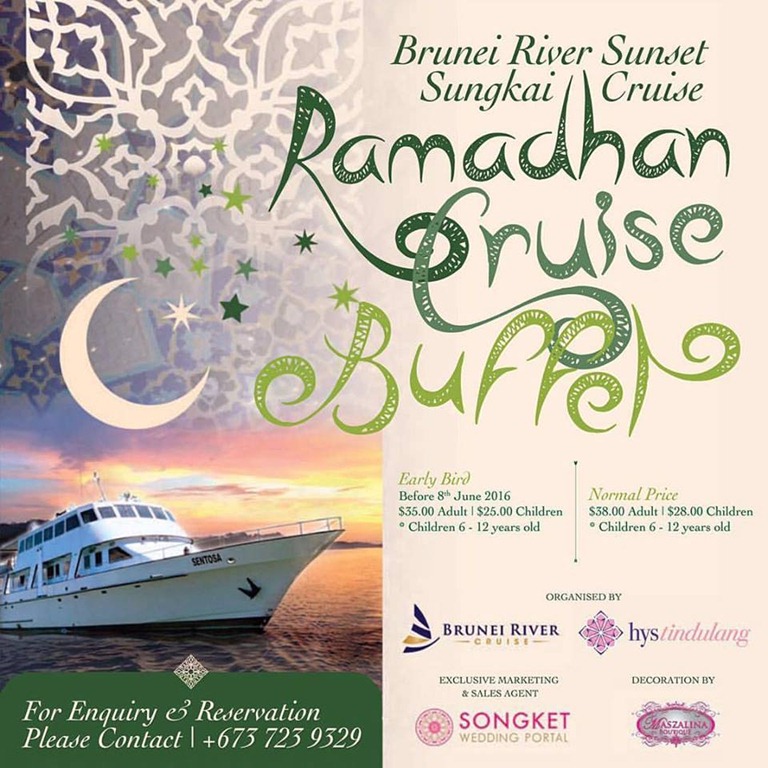 Brunei River Sunset
Sungkai Cruise
Ramadhan
Cruise
Buffet
Early Bird
Before 8th June 2016
$35.00 Adult | $25.00 Children
* Children 6 - 12 years old
Normal Price
$38.00 Adult | $28.00 Children
* Children 6 - 12 years old
SENTOSA
ORGANISED BY
BRUNEI RIVER
CRUISE
hystindulang
EXCLUSIVE MARKETING
& SALES AGENT
SONGKET
WEDDING PORTAL
DECORATION BY
MASZALINA
BOUTIQUE
For Enquiry & Reservation
Please Contact | +673 723 9329